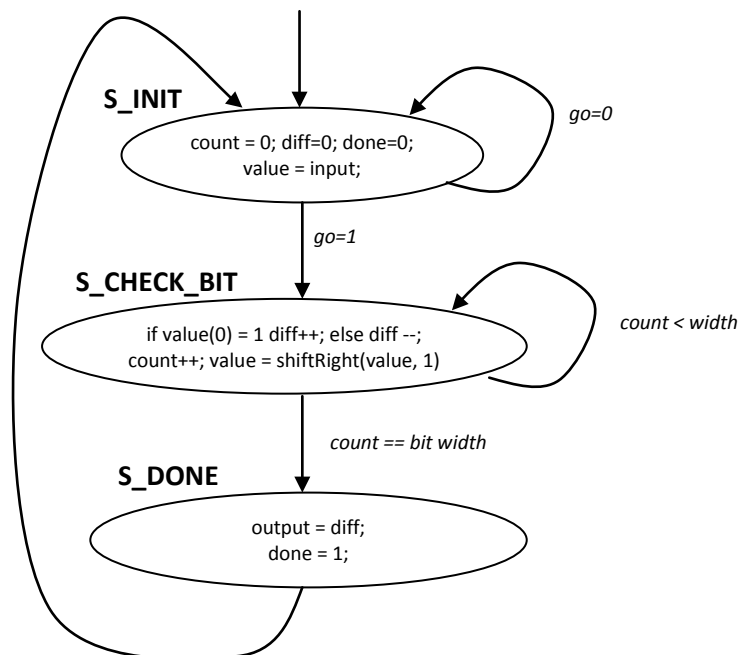 S_INIT
count = 0; diff=0; done=0;
value = input;
go=0
go=1
S_CHECK_BIT
if value(0) = 1 diff++; else diff --;
count++; value = shiftRight(value, 1)
count < width
count == bit width
S_DONE
output = diff;
done = 1;